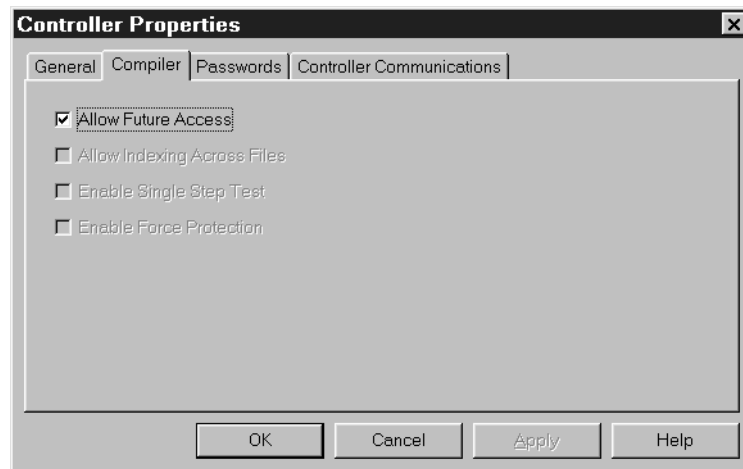 Controller Properties
General Compiler Passwords Controller Communications
Allow Future Access
Allow Indexing Across Files
Enable Single Step Test
Enable Force Protection
OK Cancel Apply Help